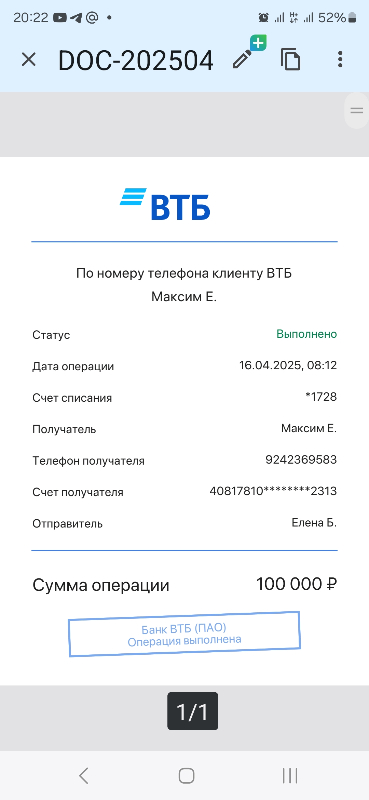 20:22
52%
DOC-202504
ВТБ
По номеру телефона клиенту ВТБ
Максим Е.
Статус Выполнено
Дата операции 16.04.2025, 08:12
Счет списания *1728
Получатель Максим Е.
Телефон получателя 9242369583
Счет получателя 40817810********2313
Отправитель Елена Б.
Сумма операции 100 000 ₽
Банк ВТБ (ПАО)
Операция выполнена
1/1